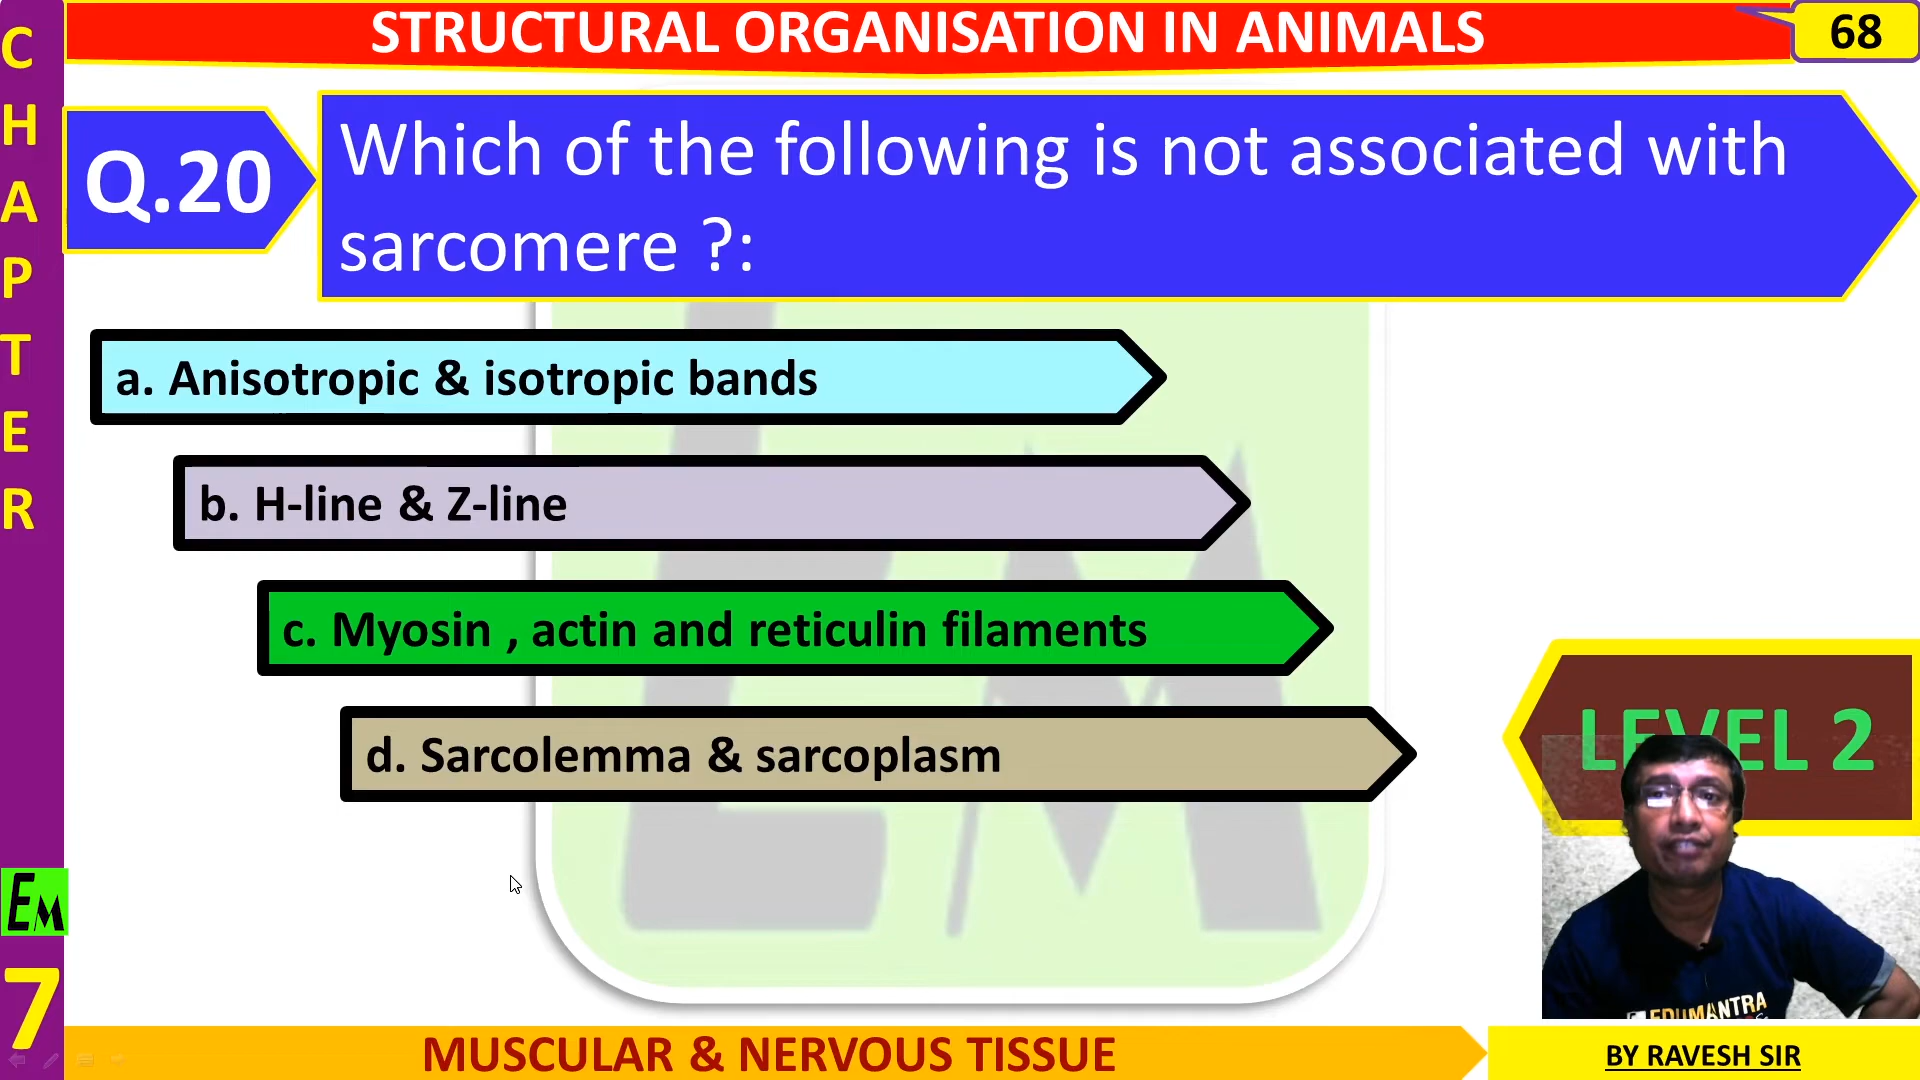 STRUCTURAL ORGANISATION IN ANIMALS
68
CHAPTER
Q.20
Which of the following is not associated with
sarcomere ?:
a. Anisotropic & isotropic bands
b. H-line & Z-line
c. Myosin , actin and reticulin filaments
d. Sarcolemma & sarcoplasm
LEVEL 2
EM
7
EDUMANTRA
MUSCULAR & NERVOUS TISSUE
BY RAVESH SIR